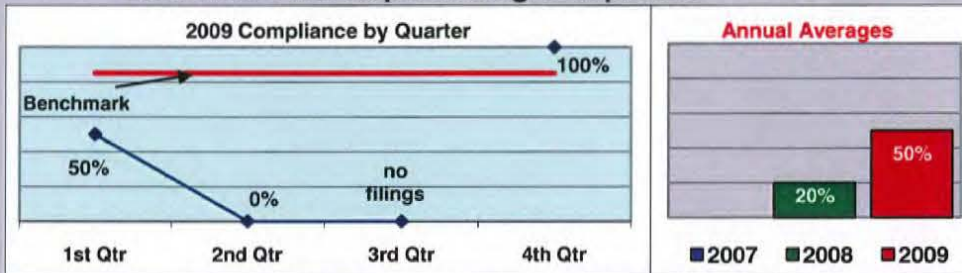 2009 Compliance by Quarter
100%
Benchmark
50%
0%
no
filings
1st Qtr 2nd Qtr 3rd Qtr 4th Qtr
Annual Averages
50%
20%
2007 2008 2009